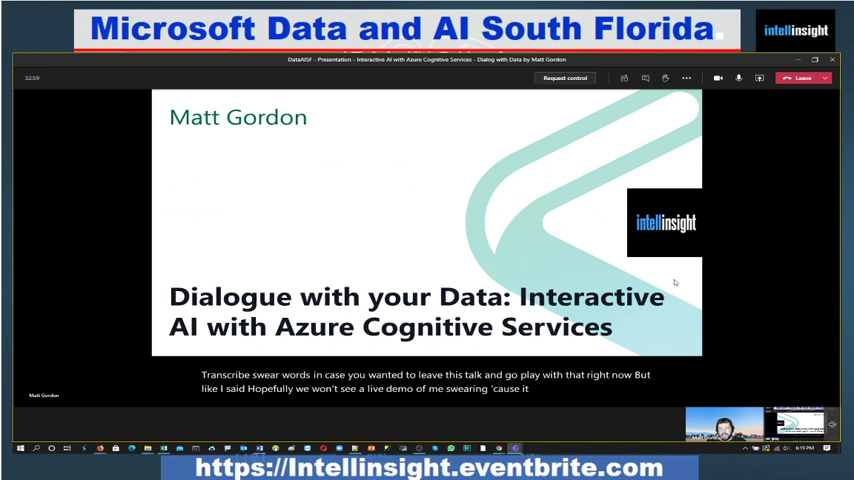 Microsoft Data and AI South Florida.
intellinsight
DataAISF - Presentation - Interactive AI with Azure Cognitive Services - Dialog with Data by Matt Gordon
32:59
Request control
Leave
Matt Gordon
intellinsight
Dialogue with your Data: Interactive
AI with Azure Cognitive Services
Transcribe swear words in case you wanted to leave this talk and go play with that right now But
like I said Hopefully we won't see a live demo of me swearing 'cause it
Matt Gordon
6:19 PM
https://Intellinsight.eventbrite.com